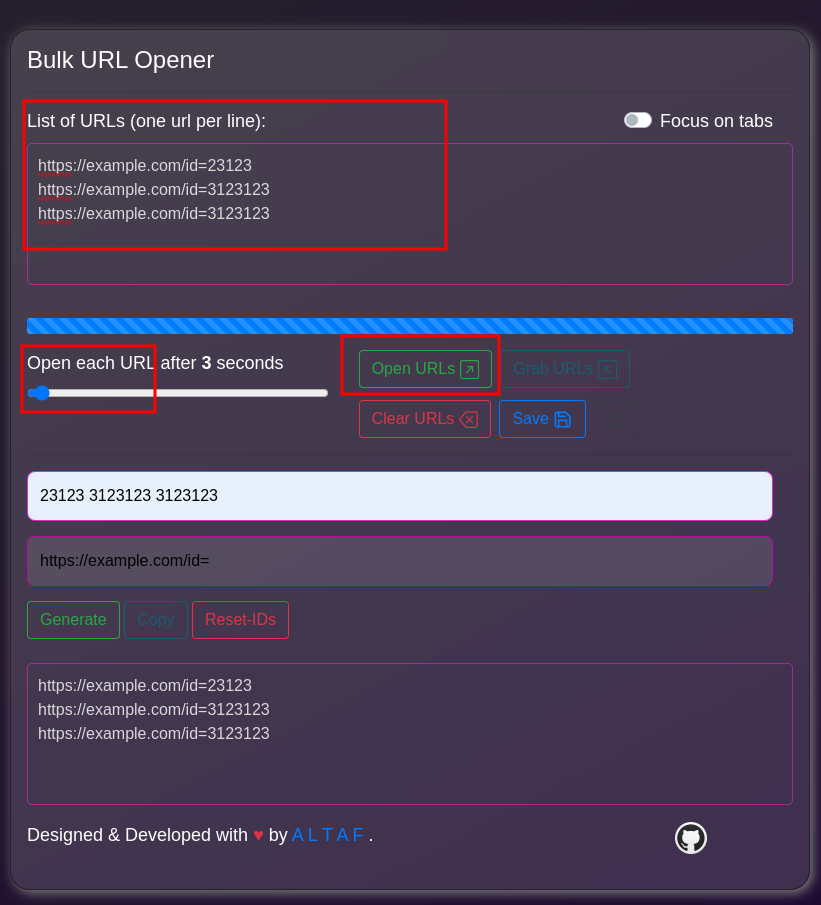 Bulk URL Opener
List of URLs (one url per line):
Focus on tabs
https://example.com/id=23123
https://example.com/id=3123123
https://example.com/id=3123123
Open each URL after 3 seconds
Open URLs
Grab URLs
Clear URLs
Save
23123 3123123 3123123
https://example.com/id=
Generate
Copy
Reset-IDs
https://example.com/id=23123
https://example.com/id=3123123
https://example.com/id=3123123
Designed & Developed with ♥ by A L T A F .